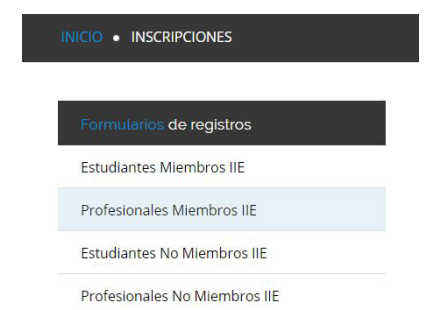 INICIO • INSCRIPCIONES
Formularios de registros
Estudiantes Miembros IIE
Profesionales Miembros IIE
Estudiantes No Miembros IIE
Profesionales No Miembros IIE